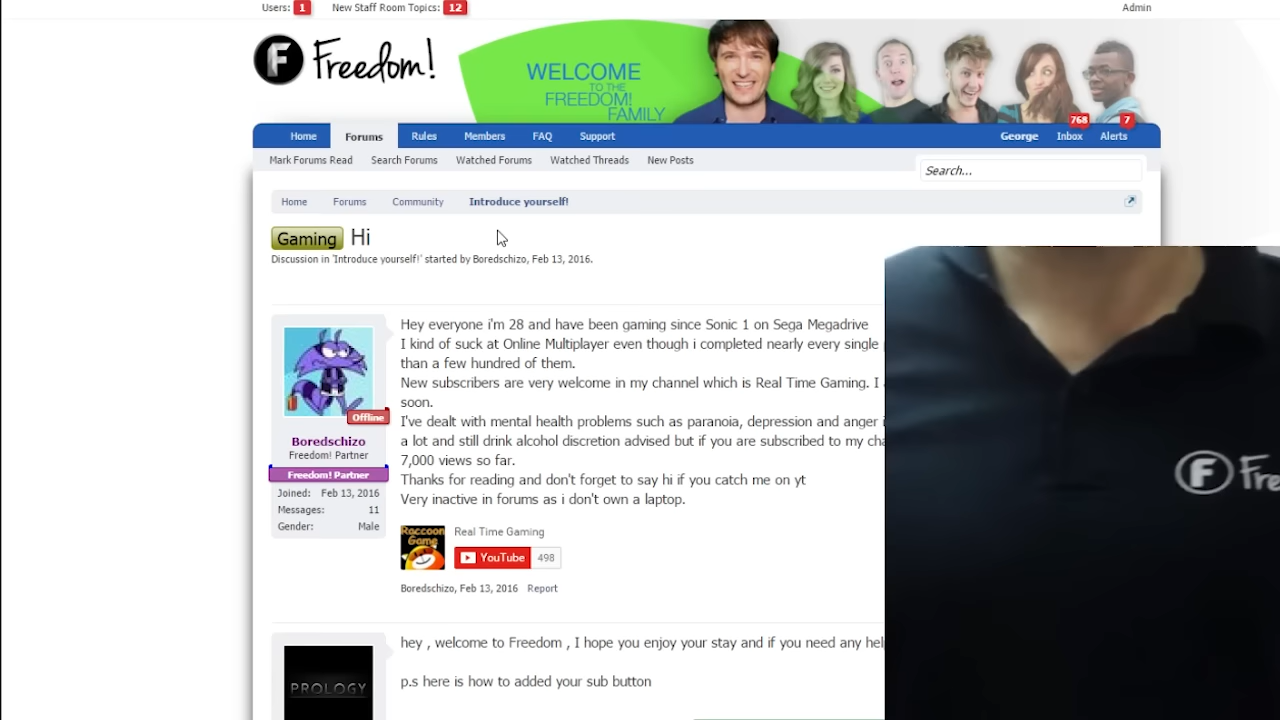 Users: 1 New Staff Room Topics: 12 Admin
F Freedom!
WELCOME
TO THE
FREEDOM!
FAMILY
Home Forums Rules Members FAQ Support George Inbox 768 Alerts 7
Mark Forums Read Search Forums Watched Forums Watched Threads New Posts
Search...
Home Forums Community Introduce yourself!
Gaming Hi
Discussion in 'Introduce yourself!' started by Boredschizo, Feb 13, 2016.
Hey everyone i'm 28 and have been gaming since Sonic 1 on Sega Megadrive
I kind of suck at Online Multiplayer even though i completed nearly every single
than a few hundred of them.
New subscribers are very welcome in my channel which is Real Time Gaming. I
soon.
I've dealt with mental health problems such as paranoia, depression and anger
a lot and still drink alcohol discretion advised but if you are subscribed to my
7,000 views so far.
Thanks for reading and don't forget to say hi if you catch me on yt
Very inactive in forums as i don't own a laptop.
Offline
Boredschizo
Freedom! Partner
Freedom! Partner
Joined: Feb 13, 2016
Messages: 11
Gender: Male
Raccoon
Game
Real Time Gaming
YouTube 498
Boredschizo, Feb 13, 2016 Report
F Fre
hey , welcome to Freedom , I hope you enjoy your stay and if you need any
p.s here is how to added your sub button
PROLOGY